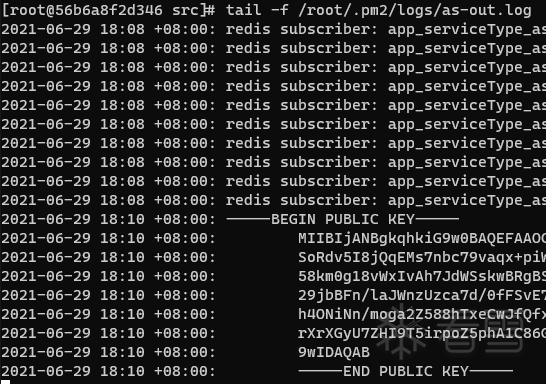 [root@56b6a8f2d346 src]# tail -f /root/.pm2/logs/as-out.log
2021-06-29 18:08 +08:00: redis subscriber: app_serviceType_as
2021-06-29 18:08 +08:00: redis subscriber: app_serviceType_as
2021-06-29 18:08 +08:00: redis subscriber: app_serviceType_as
2021-06-29 18:08 +08:00: redis subscriber: app_serviceType_as
2021-06-29 18:08 +08:00: redis subscriber: app_serviceType_as
2021-06-29 18:08 +08:00: redis subscriber: app_serviceType_as
2021-06-29 18:08 +08:00: redis subscriber: app_serviceType_as
2021-06-29 18:08 +08:00: redis subscriber: app_serviceType_as
2021-06-29 18:08 +08:00: redis subscriber: app_serviceType_as
2021-06-29 18:08 +08:00: redis subscriber: app_serviceType_as
2021-06-29 18:10 +08:00: -----BEGIN PUBLIC KEY-----
2021-06-29 18:10 +08:00: MIIBIjANBgkqhkiG9w0BAQEFAAOC
2021-06-29 18:10 +08:00: SoRdv5I8jQqEMs7nbc79vaqx+piW
2021-06-29 18:10 +08:00: 58km0g18vWxIvAh7JdWSskwBRgBS
2021-06-29 18:10 +08:00: 29jbBFn/laJWnzUzca7d/0fFSvE7
2021-06-29 18:10 +08:00: h4ONiNn/moga2Z588hTxeCwJfQfx
2021-06-29 18:10 +08:00: rXrXGyU7ZHI9T5irpoZ5phA1C86G
2021-06-29 18:10 +08:00: 9wIDAQAB
2021-06-29 18:10 +08:00: -----END PUBLIC KEY-----
看雪